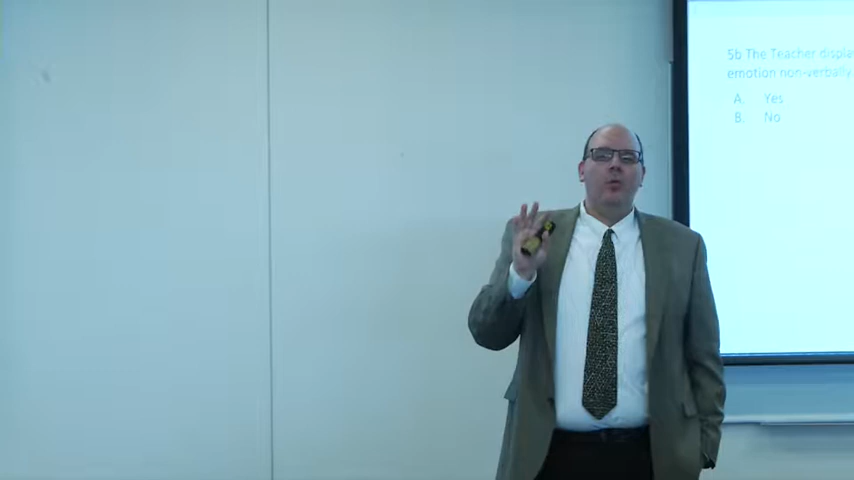 5b The Teacher
emotion non-verbally
A. Yes
B. No